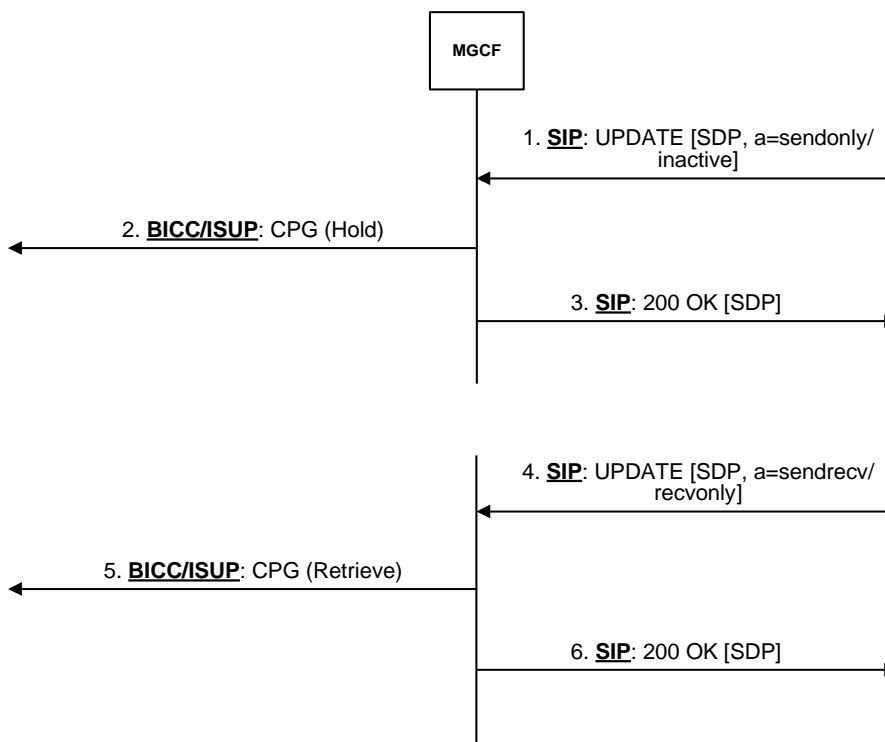 MGCF
1. SIP: UPDATE [SDP, a=sendonly/
inactive]
2. BICC/ISUP: CPG (Hold)
3. SIP: 200 OK [SDP]
4. SIP: UPDATE [SDP, a=sendrecv/
recvonly]
5. BICC/ISUP: CPG (Retrieve)
6. SIP: 200 OK [SDP]